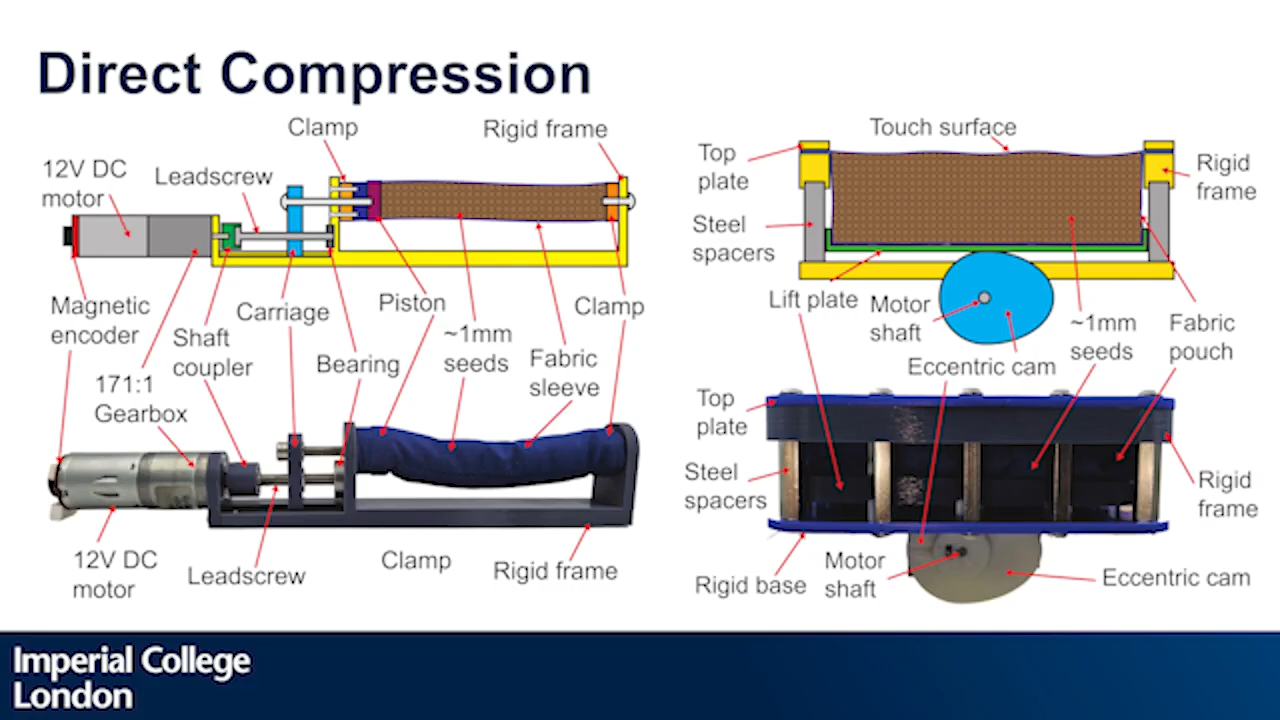 Direct Compression
Clamp
Rigid frame
12V DC
motor
Leadscrew
Magnetic
encoder
171:1
Gearbox
Shaft
coupler
Carriage
Bearing
Piston
~1mm
seeds
Fabric
sleeve
Clamp
12V DC
motor
Leadscrew
Clamp
Rigid frame
Touch surface
Top
plate
Rigid
frame
Steel
spacers
Lift plate
Motor
shaft
Eccentric cam
~1mm
seeds
Fabric
pouch
Top
plate
Steel
spacers
Rigid
frame
Rigid base
Motor
shaft
Eccentric cam
Imperial College
London